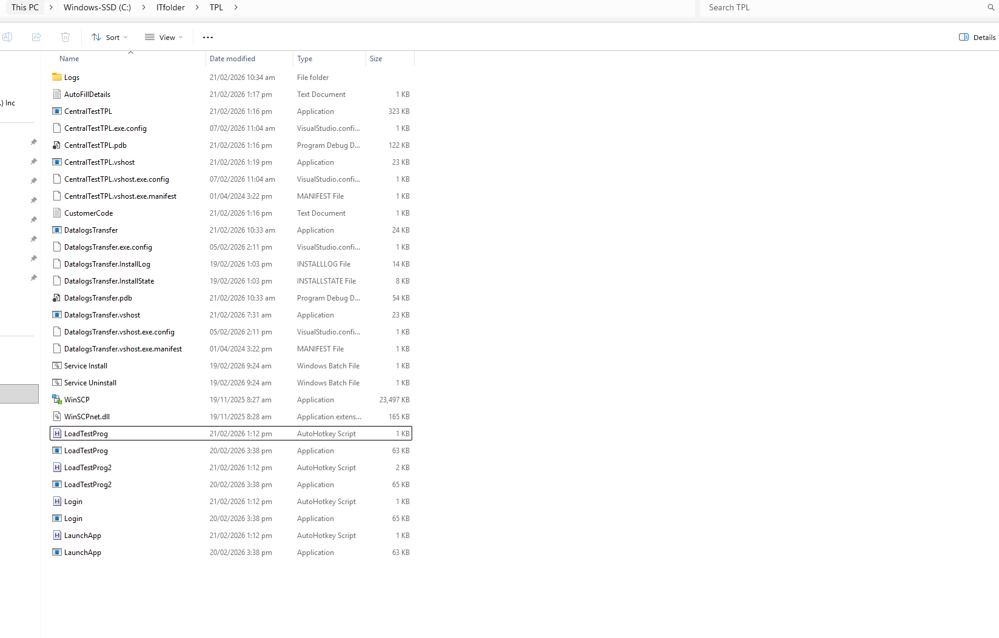 This PC > Windows-SSD (C:) > ITfolder > TPL >
Search TPL
Sort View ... Details
Name Date modified Type Size
Logs 21/02/2026 10:34 am File folder
.) Inc
AutoFillDetails 21/02/2026 1:17 pm Text Document 1 KB
CentralTestTPL 21/02/2026 1:16 pm Application 323 KB
CentralTestTPL.exe.config 07/02/2026 11:04 am VisualStudio.confi... 1 KB
CentralTestTPL.pdb 21/02/2026 1:16 pm Program Debug D... 122 KB
CentralTestTPL.vshost 21/02/2026 1:19 pm Application 23 KB
CentralTestTPL.vshost.exe.config 07/02/2026 11:04 am VisualStudio.confi... 1 KB
CentralTestTPL.vshost.exe.manifest 01/04/2024 3:22 pm MANIFEST File 1 KB
CustomerCode 21/02/2026 1:16 pm Text Document 1 KB
DatalogsTransfer 21/02/2026 10:33 am Application 24 KB
DatalogsTransfer.exe.config 05/02/2026 2:11 pm VisualStudio.confi... 1 KB
DatalogsTransfer.InstallLog 19/02/2026 1:03 pm INSTALLLOG File 14 KB
DatalogsTransfer.InstallState 19/02/2026 1:03 pm INSTALLSTATE File 8 KB
DatalogsTransfer.pdb 21/02/2026 10:33 am Program Debug D... 54 KB
DatalogsTransfer.vshost 21/02/2026 7:31 am Application 23 KB
DatalogsTransfer.vshost.exe.config 05/02/2026 2:11 pm VisualStudio.confi... 1 KB
DatalogsTransfer.vshost.exe.manifest 01/04/2024 3:22 pm MANIFEST File 1 KB
Service Install 19/02/2026 9:24 am Windows Batch File 1 KB
Service Uninstall 19/02/2026 9:24 am Windows Batch File 1 KB
WinSCP 19/11/2025 8:27 am Application 23,497 KB
WinSCPnet.dll 19/11/2025 8:28 am Application extens... 165 KB
LoadTestProg 21/02/2026 1:12 pm AutoHotkey Script 1 KB
LoadTestProg 20/02/2026 3:38 pm Application 63 KB
LoadTestProg2 21/02/2026 1:12 pm AutoHotkey Script 2 KB
LoadTestProg2 20/02/2026 3:38 pm Application 65 KB
Login 21/02/2026 1:12 pm AutoHotkey Script 1 KB
Login 20/02/2026 3:38 pm Application 65 KB
LaunchApp 21/02/2026 1:12 pm AutoHotkey Script 1 KB
LaunchApp 20/02/2026 3:38 pm Application 63 KB